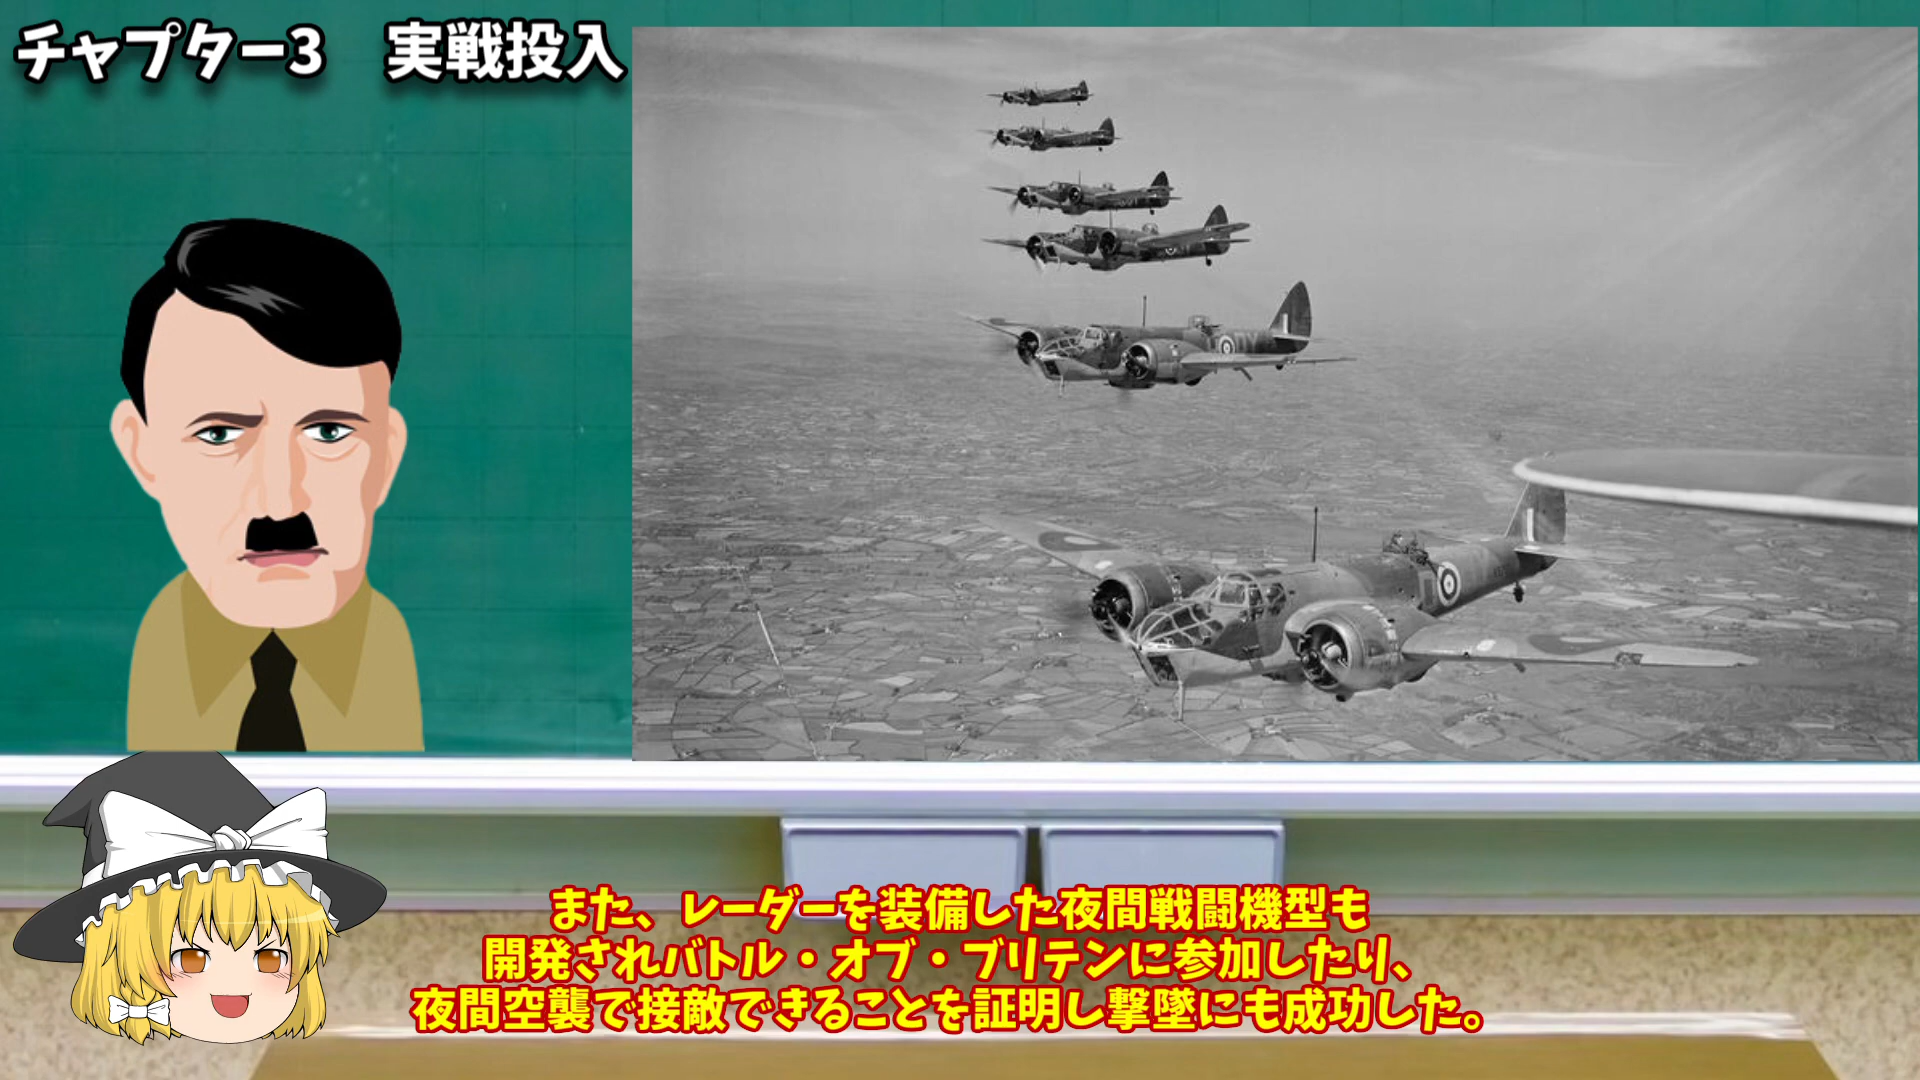 チャプター3　実戦投入
また、レーダーを装備した夜間戦闘機型も
開発されバトル・オブ・ブリテンに参加したり、
夜間空襲で接敵できることを証明し撃墜にも成功した。